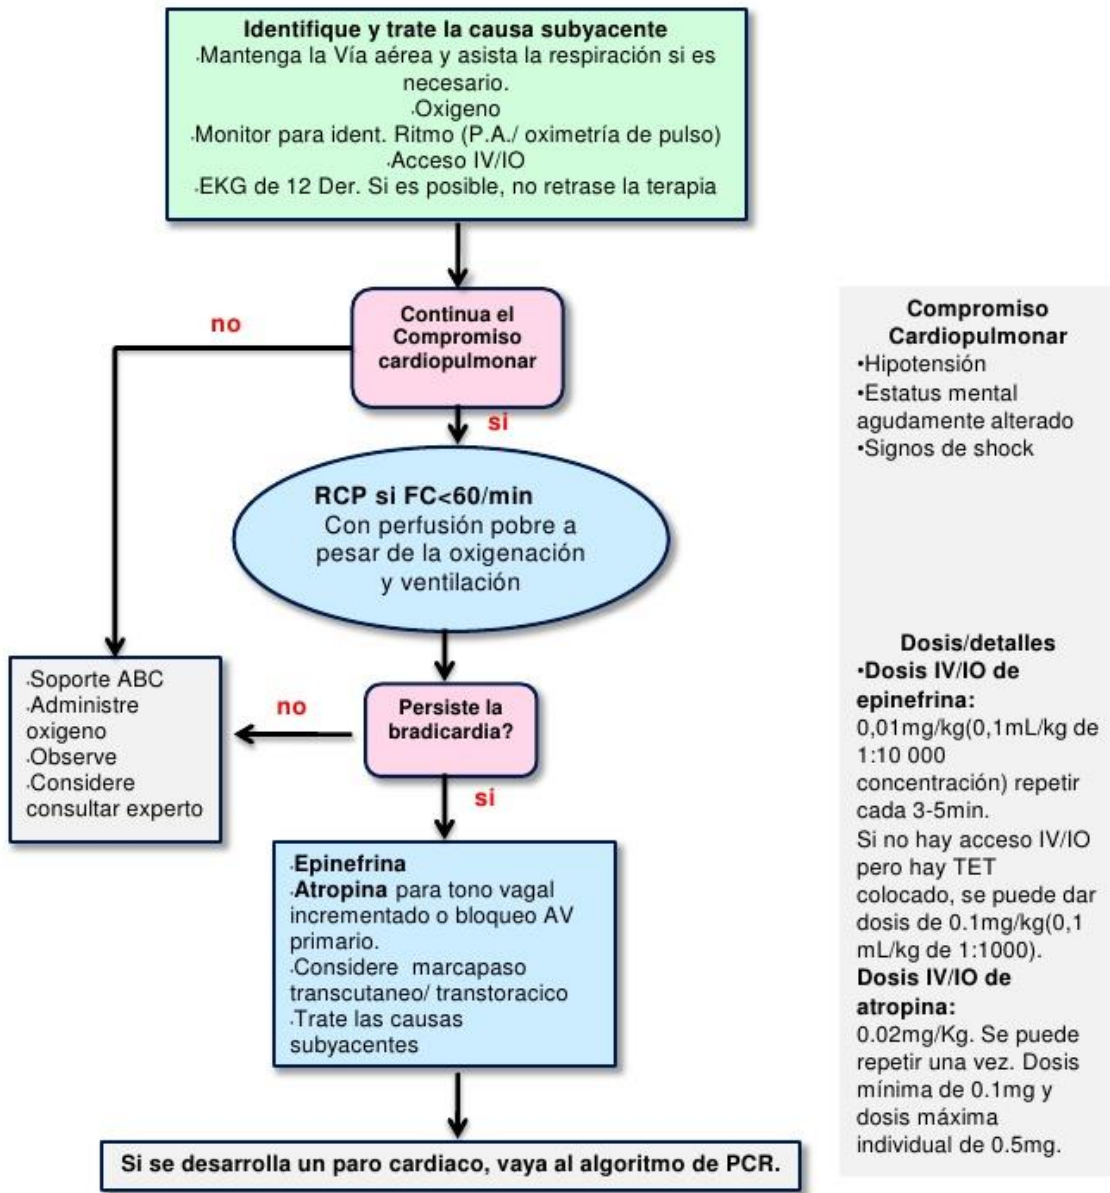 Identifique y trate la causa subyacente
.Mantenga la Vía aérea y asista la respiración si es
necesario.
.Oxigeno
.Monitor para ident. Ritmo (P.A./ oximetría de pulso)
.Acceso IV/IO
.EKG de 12 Der. Si es posible, no retrase la terapia
Continua el
Compromiso
cardiopulmonar
no
si
RCP si FC<60/min
Con perfusión pobre a
pesar de la oxigenación
y ventilación
Persiste la
bradicardia?
no
si
.Soporte ABC
.Administre
oxigeno
.Observe
.Considere
consultar experto
.Epinefrina
.Atropina para tono vagal
incrementado o bloqueo AV
primario.
.Considere marcapaso
transcutaneo/ transtoracico
.Trate las causas
subyacentes
Si se desarrolla un paro cardiaco, vaya al algoritmo de PCR.
Compromiso
Cardiopulmonar
•Hipotensión
•Estatus mental
agudamente alterado
•Signos de shock
Dosis/detalles
•Dosis IV/IO de
epinefrina:
0,01mg/kg(0,1mL/kg de
1:10 000
concentración) repetir
cada 3-5min.
Si no hay acceso IV/IO
pero hay TET
colocado, se puede dar
dosis de 0.1mg/kg(0,1
mL/kg de 1:1000).
Dosis IV/IO de
atropina:
0.02mg/Kg. Se puede
repetir una vez. Dosis
mínima de 0.1mg y
dosis máxima
individual de 0.5mg.